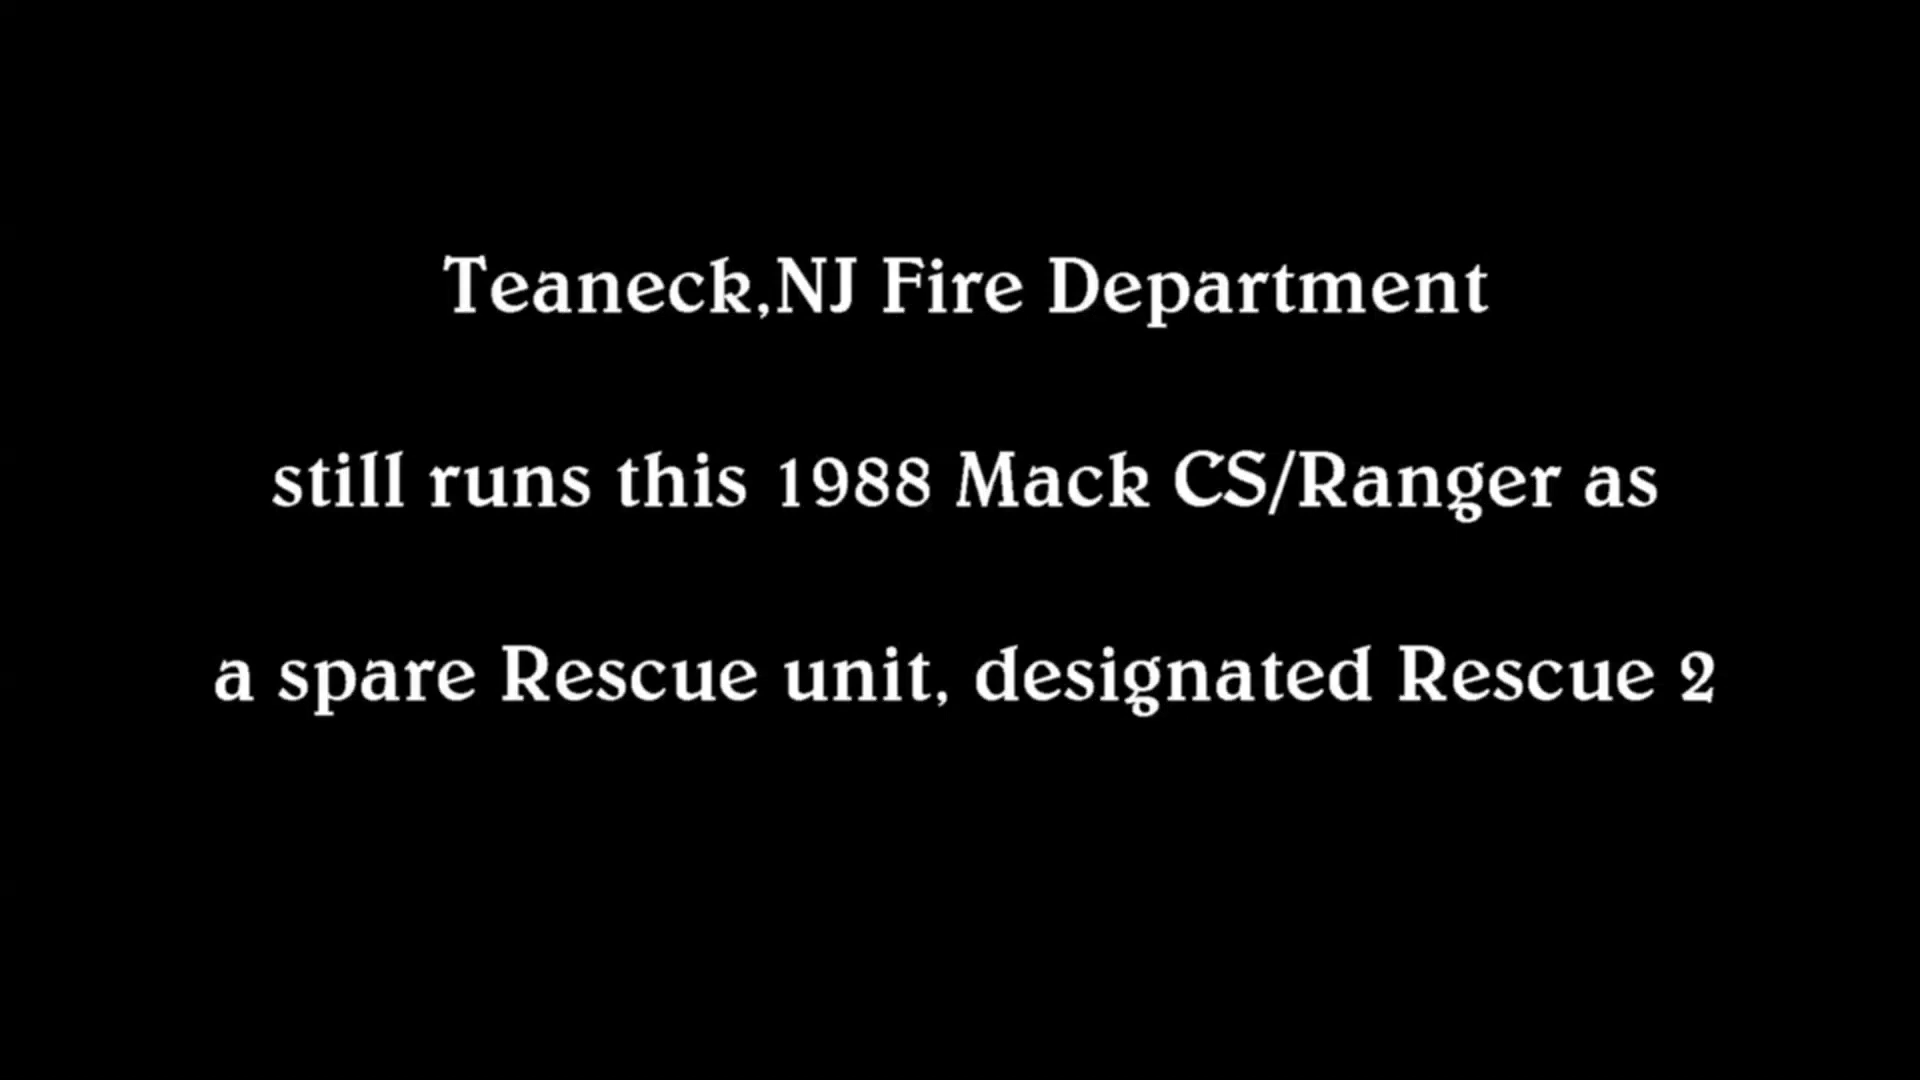 Teaneck,NJ Fire Department
still runs this 1988 Mack CS/Ranger as
a spare Rescue unit, designated Rescue 2